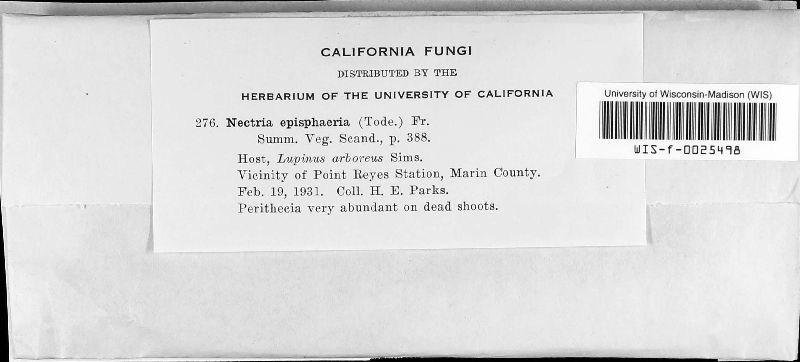 CALIFORNIA FUNGI
DISTRIBUTED BY THE
HERBARIUM OF THE UNIVERSITY OF CALIFORNIA
276. Nectria episphaeria (Tode.) Fr.
Summ. Veg. Scand., p. 388.
Host, Lupinus arboreus Sims.
Vicinity of Point Reyes Station, Marin County.
Feb. 19, 1931. Coll. H. E. Parks.
Perithecia very abundant on dead shoots.
University of Wisconsin-Madison (WIS)
WIS-f-0025498